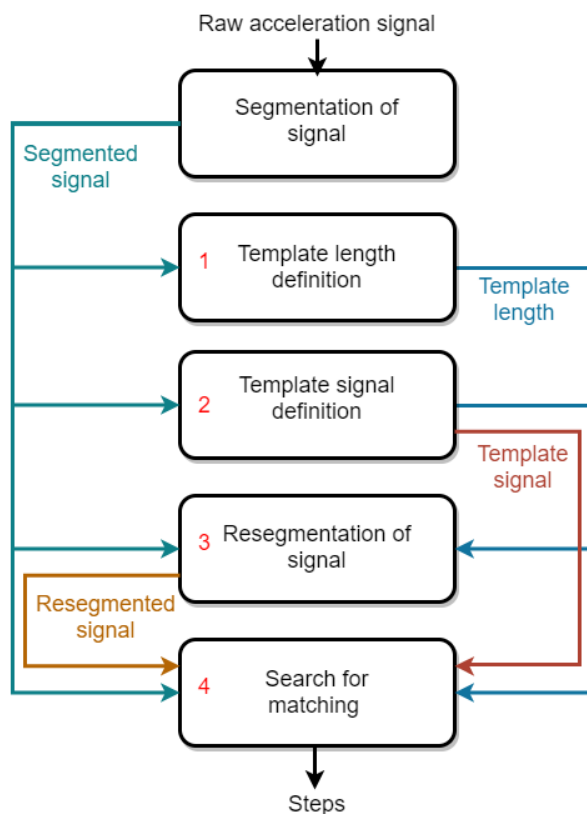 Raw acceleration signal
Segmentation of
signal
Segmented
signal
1
Template length
definition
Template
length
2
Template signal
definition
Template
signal
3
Resegmentation of
signal
Resegmented
signal
4
Search for
matching
Steps